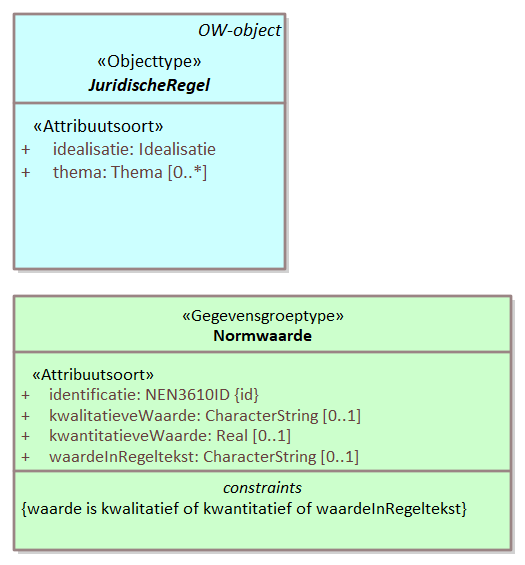 OW-object
«Objecttype»
JuridischeRegel
«Attribuutsoort»
+ idealisatie: Idealisatie
+ thema: Thema [0..*]
«Gegevensgroeptype»
Normwaarde
«Attribuutsoort»
+ identificatie: NEN3610ID {id}
+ kwalitatieveWaarde: CharacterString [0..1]
+ kwantitatieveWaarde: Real [0..1]
+ waardeInRegeltekst: CharacterString [0..1]
constraints
{waarde is kwalitatief of kwantitatief of waardeInRegeltekst}